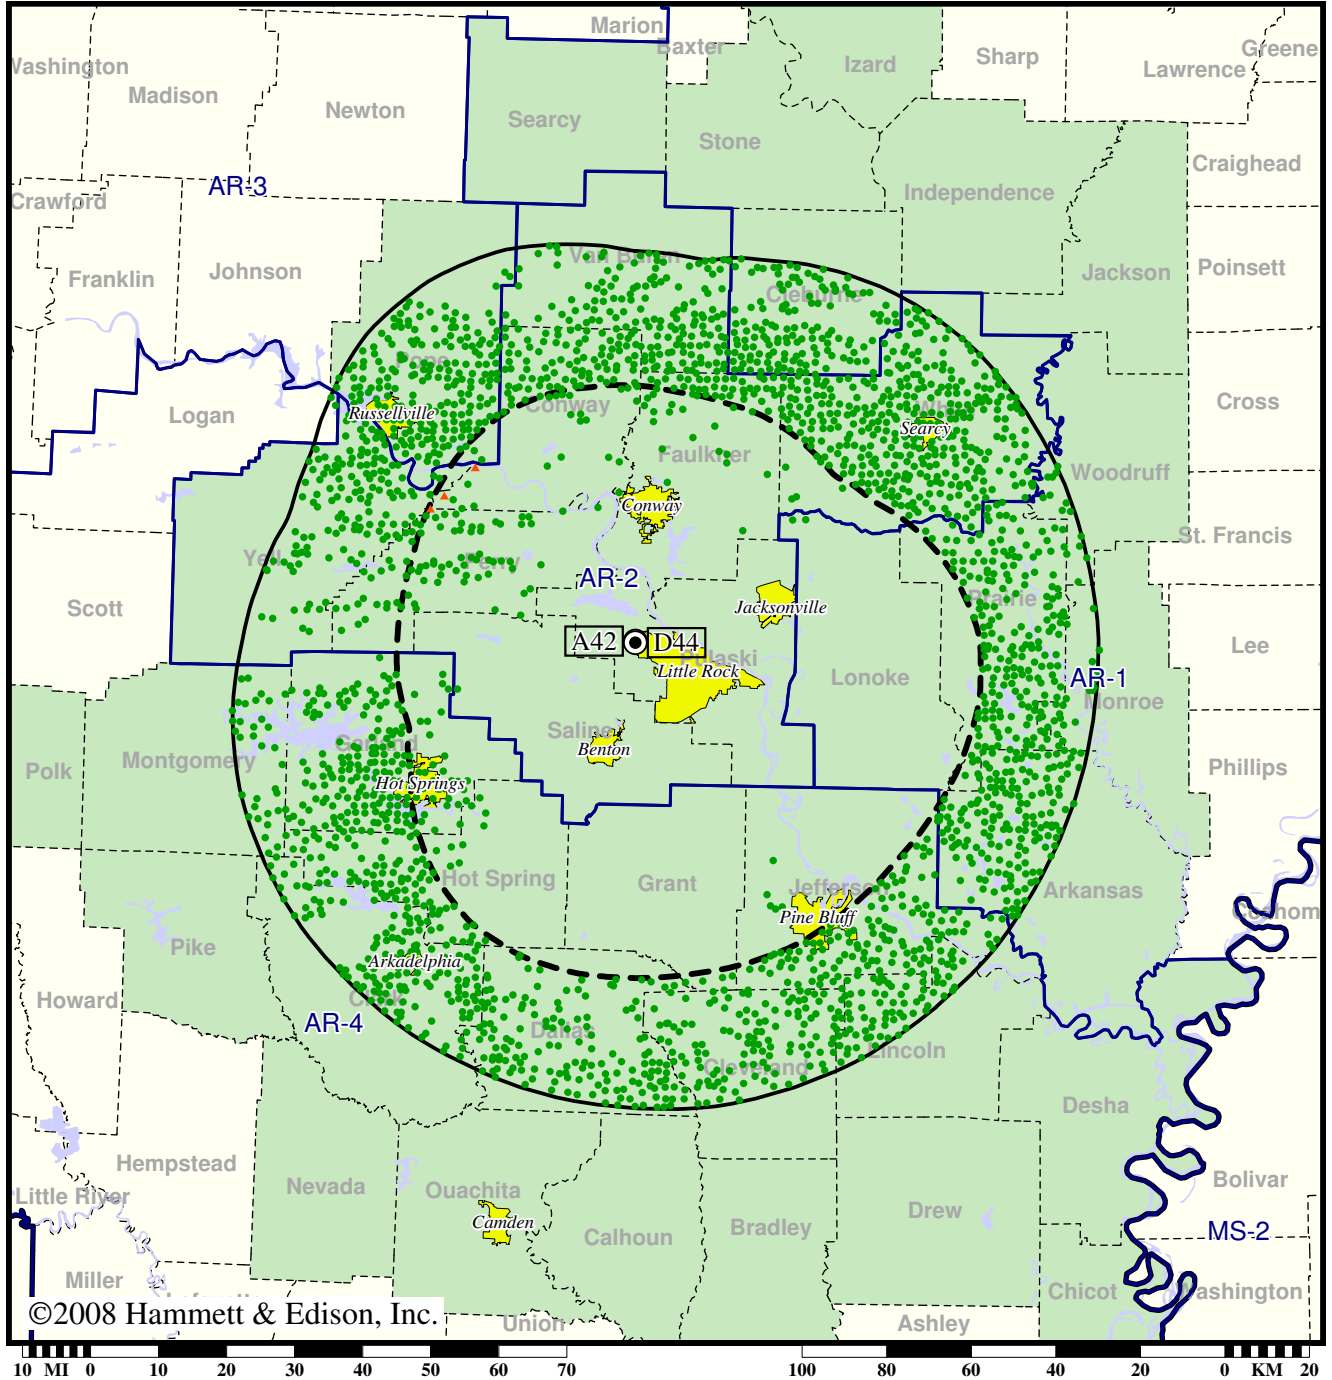 Marion
Baxter
Greene
Sharp
Izard
Lawrence
Washington
Madison
Newton
Searcy
Stone
Craighead
AR-3
Independence
Crawford
Van Buren
Jackson
Poinsett
Franklin
Johnson
Cleburne
Pope
Conway
Cross
Russellville
Logan
Searcy
Faulkner
Woodruff
Conway
St. Francis
Yell
Perry
AR-2
Prairie
Scott
Jacksonville
A42
D44
Lee
Pulaski
Little Rock
Lonoke
AR-1
Monroe
Saline
Benton
Garland
Montgomery
Polk
Phillips
Hot Springs
Hot Spring
Grant
Jefferson
Arkansas
Pine Bluff
Pike
Arkadelphia
Howard
Clark
AR-4
Dallas
Cleveland
Lincoln
Desha
Hempstead
Nevada
Ouachita
Bolivar
Little River
Camden
Drew
Calhoun
Bradley
MS-2
Miller
Chicot
Washington
©2008 Hammett & Edison, Inc.
Union
Ashley
10 MI 0 10 20 30 40 50 60 70 100 80 60 40 20 0 KM 20